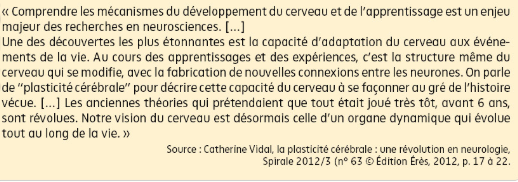 « Comprendre les mécanismes du développement du cerveau et de l'apprentissage est un enjeu
majeur des recherches en neurosciences. [...]
Une des découvertes les plus étonnantes est la capacité d'adaptation du cerveau aux événe-
ments de la vie. Au cours des apprentissages et des expériences, c'est la structure même du
cerveau qui se modifie, avec la fabrication de nouvelles connexions entre les neurones. On parle
de "plasticité cérébrale" pour décrire cette capacité du cerveau à se façonner au gré de l'histoire
vécue. [...] Les anciennes théories qui prétendaient que tout était joué très tôt, avant 6 ans,
sont révolues. Notre vision du cerveau est désormais celle d'un organe dynamique qui évolue
tout au long de la vie. »
Source : Catherine Vidal, la plasticité cérébrale : une révolution en neurologie,
Spirale 2012/3 (n° 63 © Édition Érès, 2012, p. 17 à 22.